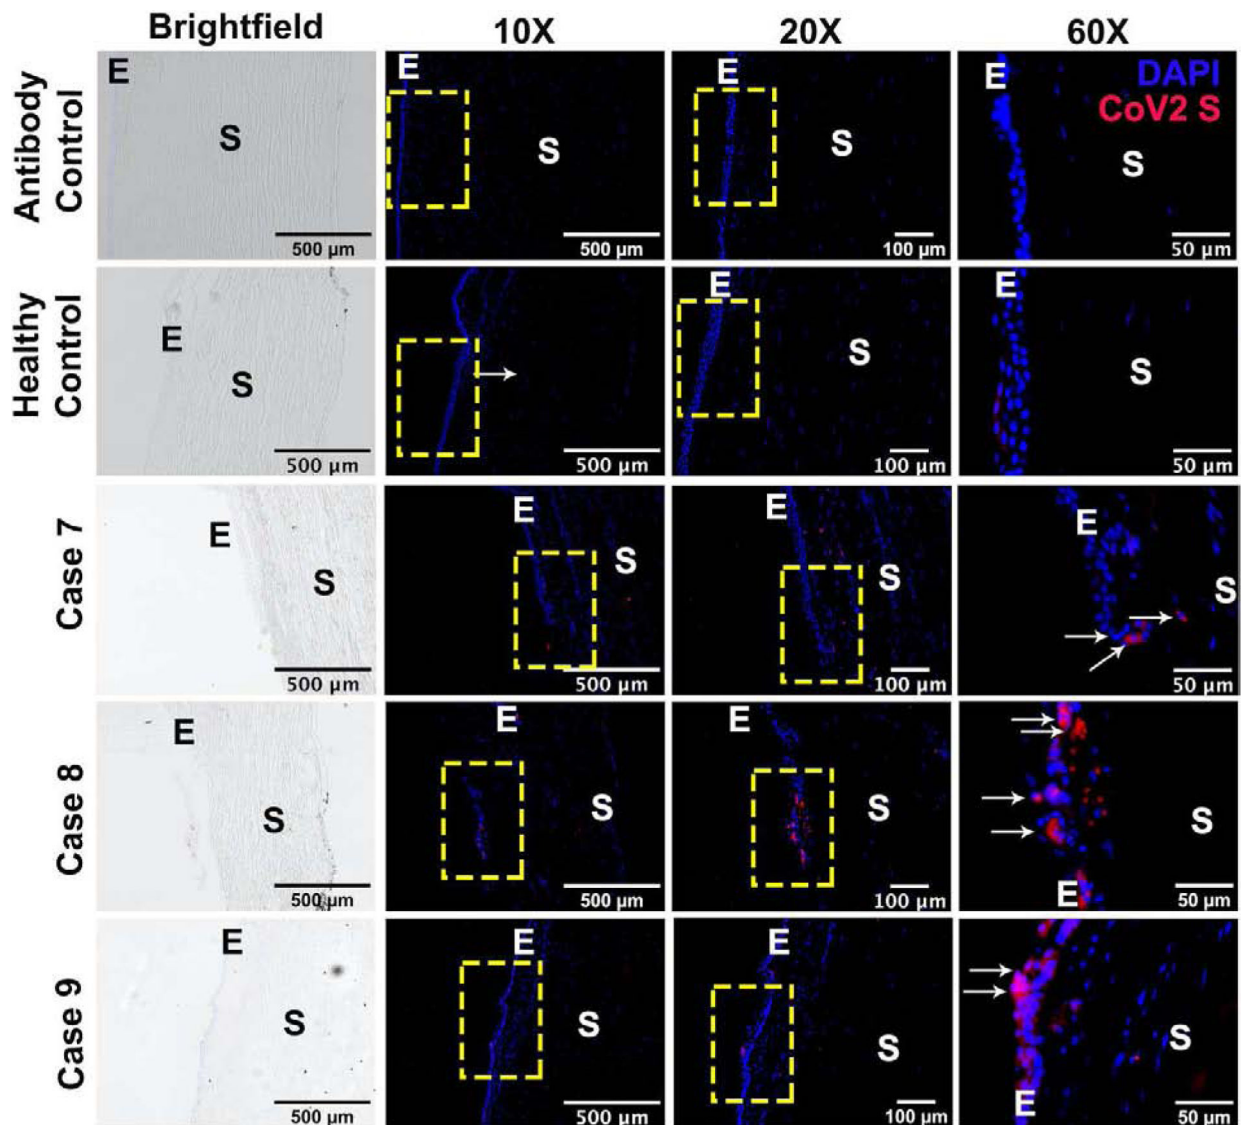 Brightfield 10X 20X 60X
Antibody Control
E S 500 µm
E S 500 µm
E S 100 µm
E DAPI CoV2 S S 50 µm
Healthy Control
E S 500 µm
500 µm
E S 100 µm
E S 50 µm
Case 7
E S 500 µm
E S 500 µm
E S 100 µm
E S 50 µm
Case 8
E S 500 µm
E S 500 µm
E S 100 µm
S E 50 µm
Case 9
E S 500 µm
E S 500 µm
E S 100 µm
S E 50 µm